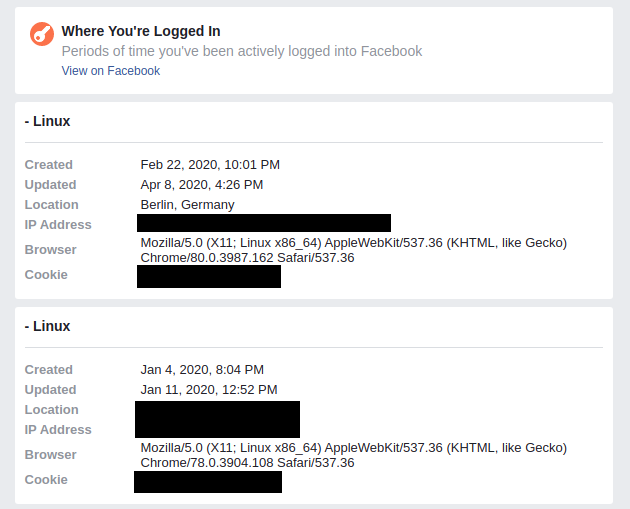 Where You're Logged In
Periods of time you've been actively logged into Facebook
View on Facebook
- Linux
Created Feb 22, 2020, 10:01 PM
Updated Apr 8, 2020, 4:26 PM
Location Berlin, Germany
IP Address
Browser Mozilla/5.0 (X11; Linux x86_64) AppleWebKit/537.36 (KHTML, like Gecko)
Chrome/80.0.3987.162 Safari/537.36
Cookie
- Linux
Created Jan 4, 2020, 8:04 PM
Updated Jan 11, 2020, 12:52 PM
Location
IP Address
Browser Mozilla/5.0 (X11; Linux x86_64) AppleWebKit/537.36 (KHTML, like Gecko)
Chrome/78.0.3904.108 Safari/537.36
Cookie